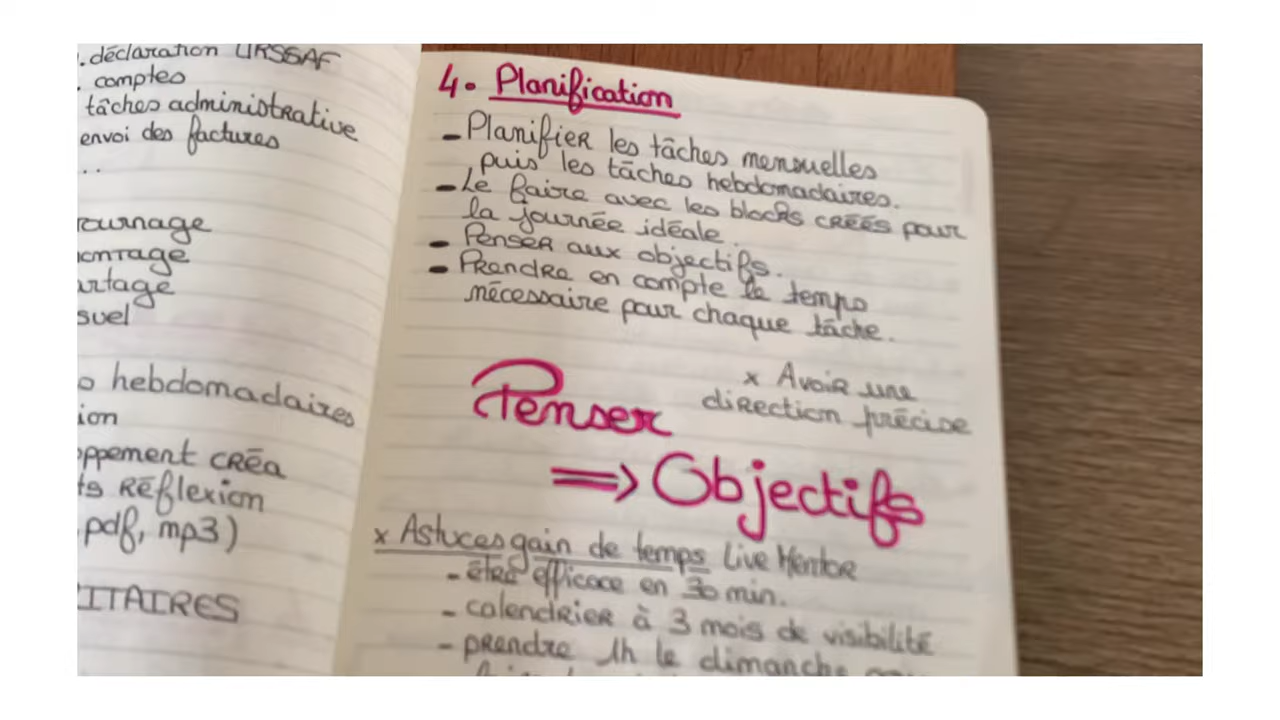 . déclaration URSSAF
. comptes
tâches administrative
envoi des factures
..
ournage
ontage
rtage
suel
o hebdomadaires
ion
oppement créa
ts Réflexion
pdf, mp3)
ITAIRES
4. Planification
- Planifier les tâches mensuelles
puis les tâches hebdomadaires.
- Le faire avec les blocks créés pour
la journée idéale.
- Penser aux objectifs.
- Prendre en compte le temps
nécessaire pour chaque tâche.
Penser
x Avoir une
direction précise
=> Objectifs
x Astuces gain de temps Live Mentor
- être efficace en 30 min.
- calendrier à 3 mois de visibilité
- prendre 1h le dimanche